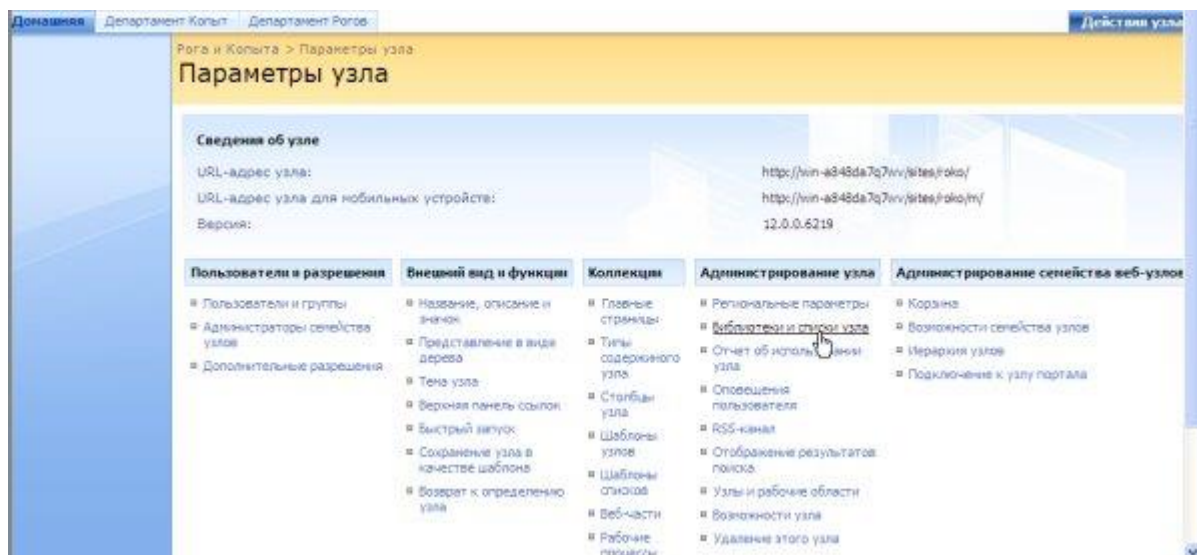 Домашняя Департамент Копыт Департамент Рогов Действия узла
Рога и Копыта > Параметры узла
Параметры узла
Сведения об узле
URL-адрес узла: http://win-a848da7q7wv/sites/roko/
URL-адрес узла для мобильных устройств: http://win-a848da7q7wv/sites/roko/m/
Версия: 12.0.0.6219
Пользователи и разрешения
Пользователи и группы
Администраторы семейства
узлов
Дополнительные разрешения
Внешний вид и функции
Название, описание и
значок
Представление в виде
дерева
Тема узла
Верхняя панель ссылок
Быстрый запуск
Сохранение узла в
качестве шаблона
Возврат к определению
узла
Коллекции
Главные
страницы
Типы
содержимого
узла
Столбцы
узла
Шаблоны
узлов
Шаблоны
списков
Веб-части
Рабочие
процессы
Администрирование узла
Региональные параметры
Библиотеки и списки узла
Отчет об использовании
узла
Оповещения
пользователя
RSS-канал
Отображение результатов
поиска
Узлы и рабочие области
Возможности узла
Удаление этого узла
Администрирование семейства веб-узлов
Корзина
Возможности семейства узлов
Иерархия узлов
Подключение к узлу портала